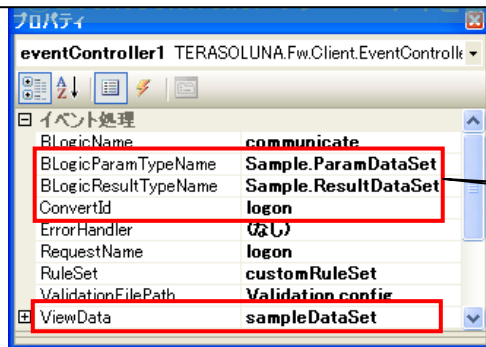 プロパティ
eventController1 TERASOLUNA.Fw.Client.EventControlle
イベント処理
BLogicName communicate
BLogicParamTypeName Sample.ParamDataSet
BLogicResultTypeName Sample.ResultDataSet
ConvertId logon
ErrorHandler (なし)
RequestName logon
RuleSet customRuleSet
ValidationFilePath Validation.config
ViewData sampleDataSet